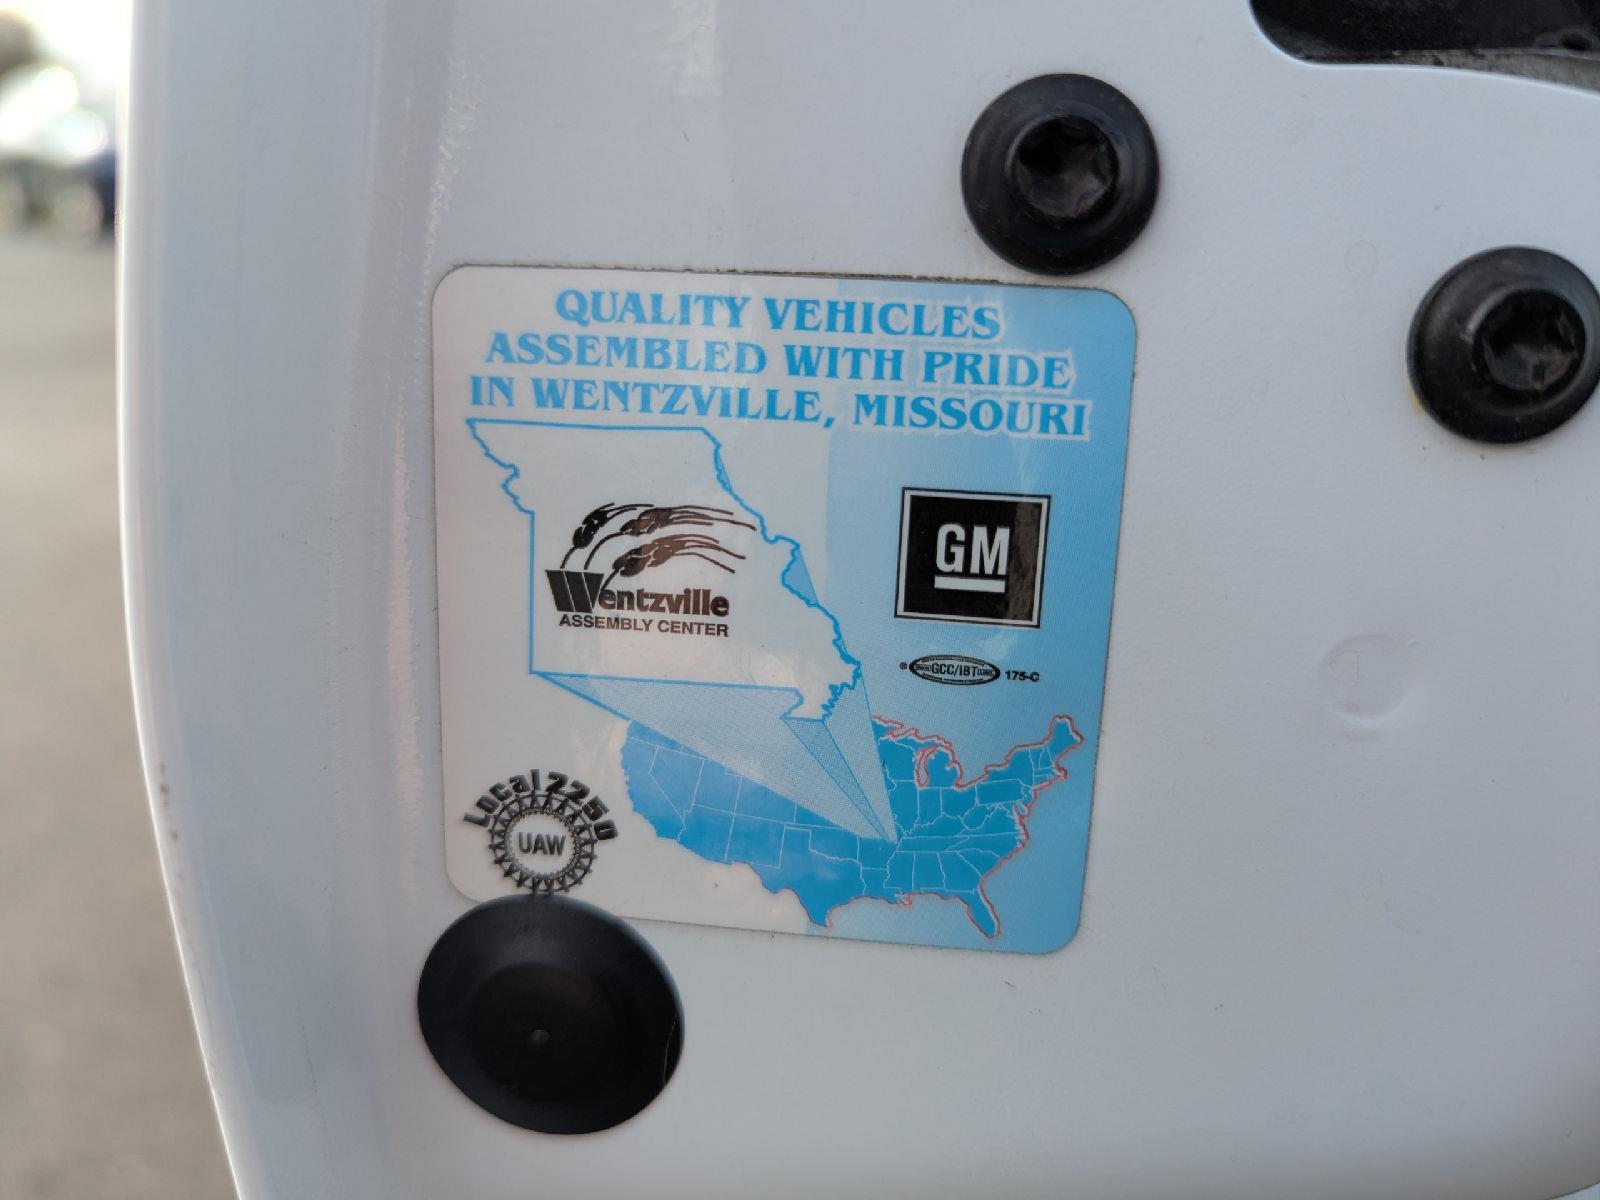 QUALITY VEHICLES
ASSEMBLED WITH PRIDE
IN WENTZVILLE, MISSOURI
Wentzville
ASSEMBLY CENTER
GM
® GCC/IBT 175-C
Local 2250
UAW